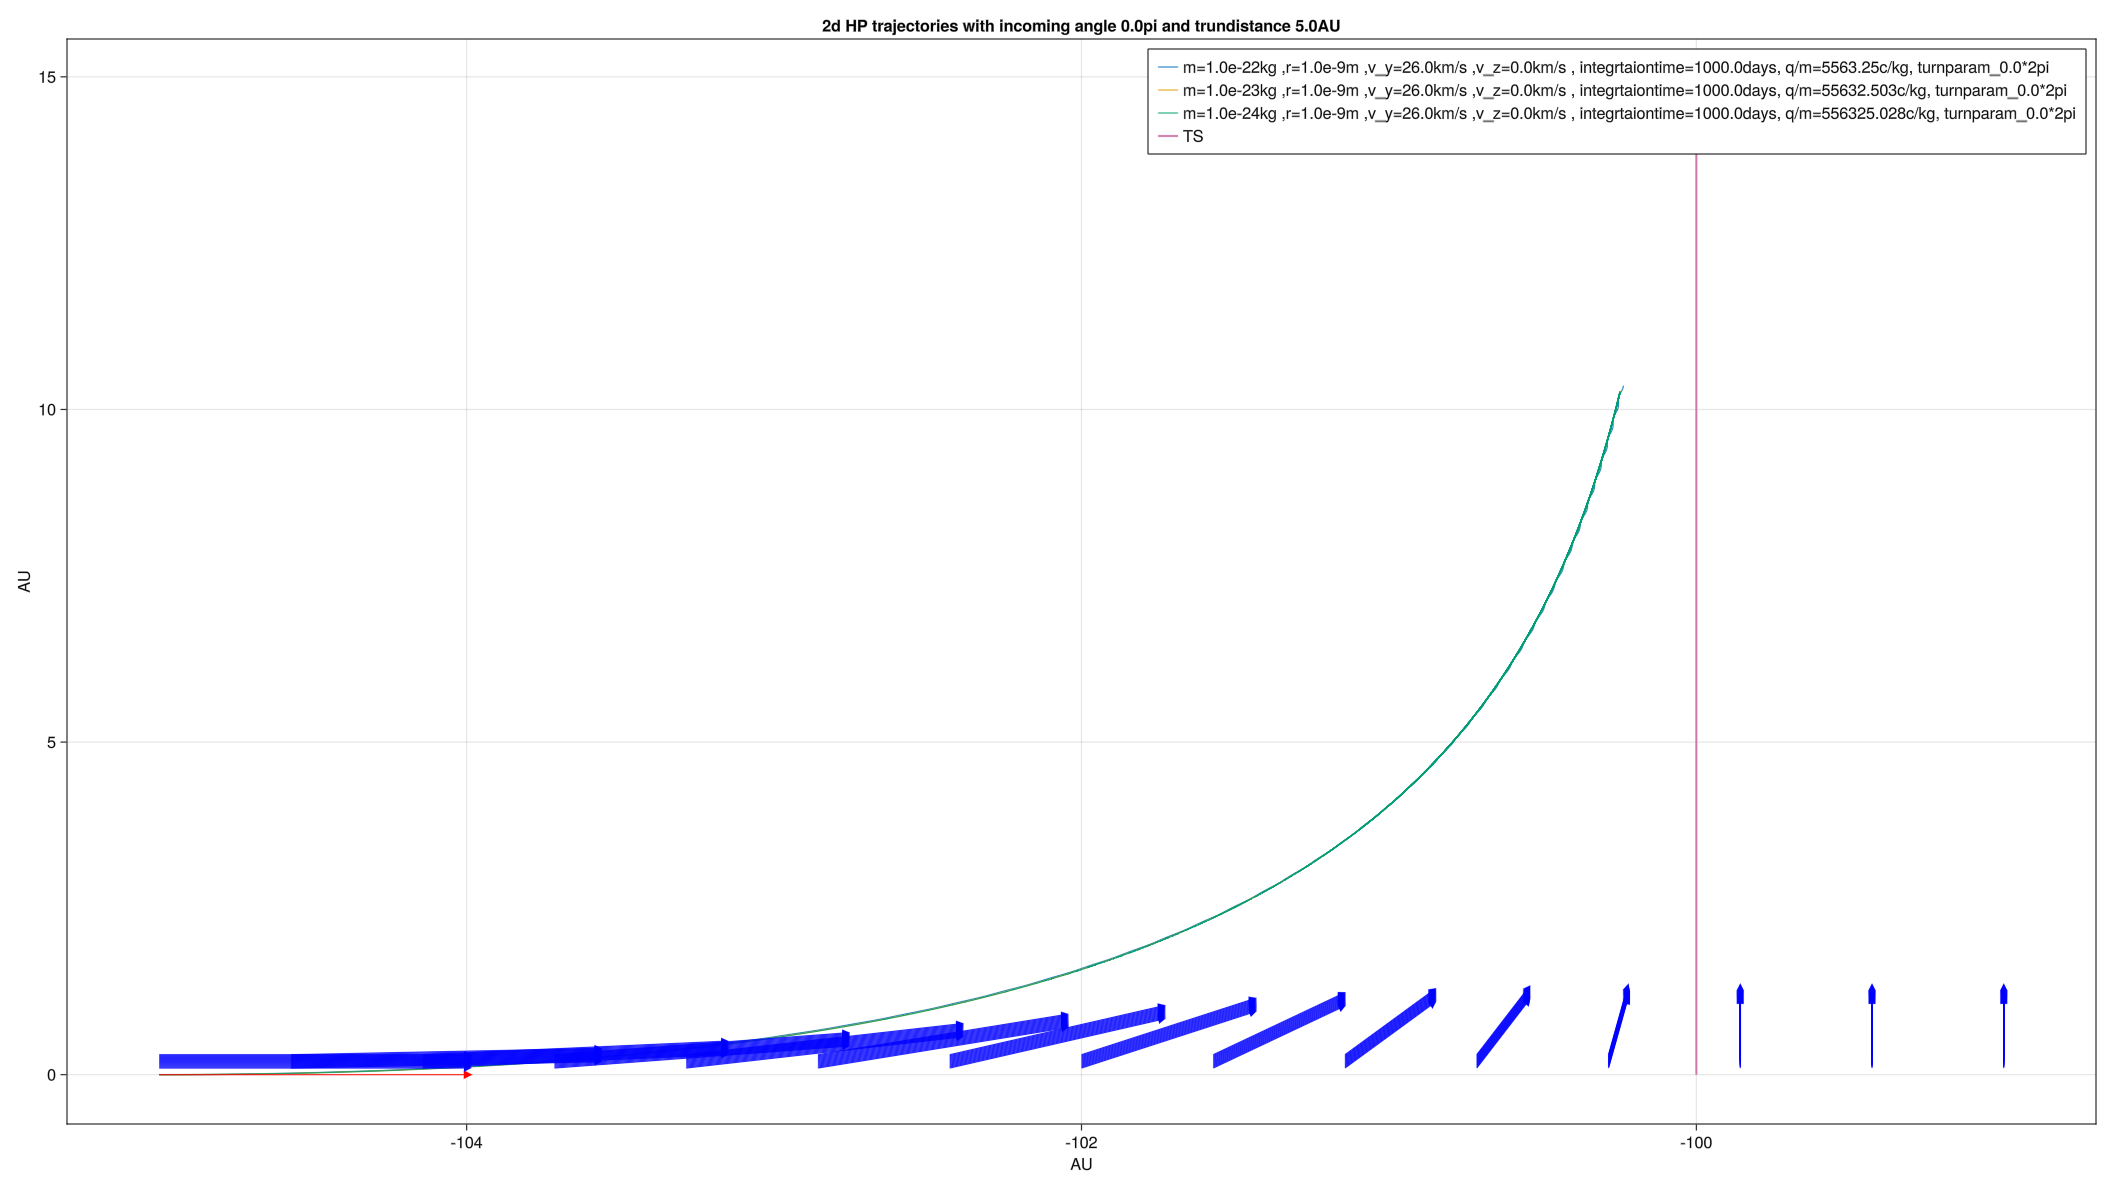 2d HP trajectories with incoming angle 0.0pi and trundistance 5.0AU
m=1.0e-22kg ,r=1.0e-9m ,v_y=26.0km/s ,v_z=0.0km/s , integrtaiontime=1000.0days, q/m=5563.25c/kg, turnparam_0.0*2pi
m=1.0e-23kg ,r=1.0e-9m ,v_y=26.0km/s ,v_z=0.0km/s , integrtaiontime=1000.0days, q/m=55632.503c/kg, turnparam_0.0*2pi
m=1.0e-24kg ,r=1.0e-9m ,v_y=26.0km/s ,v_z=0.0km/s , integrtaiontime=1000.0days, q/m=556325.028c/kg, turnparam_0.0*2pi
TS
15
10
5
0
AU
-104
-102
-100
AU